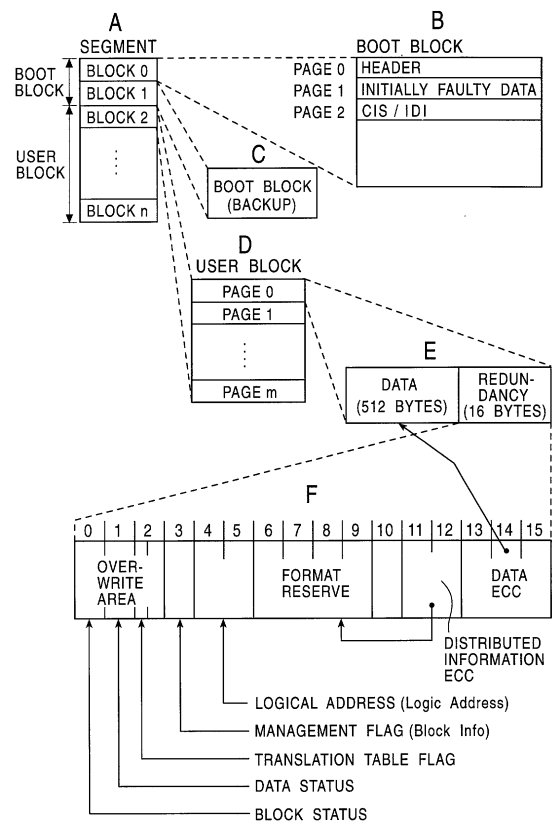 A
SEGMENT
BLOCK 0
BLOCK 1
BLOCK 2
BLOCK n
BOOT
BLOCK
USER
BLOCK
B
BOOT BLOCK
PAGE 0
HEADER
PAGE 1
INITIALLY FAULTY DATA
PAGE 2
CIS / IDI
C
BOOT BLOCK
(BACKUP)
D
USER BLOCK
PAGE 0
PAGE 1
PAGE m
E
DATA
(512 BYTES)
REDUN-
DANCY
(16 BYTES)
F
0 1 2 3 4 5 6 7 8 9 10 11 12 13 14 15
OVER-
WRITE
AREA
FORMAT
RESERVE
DATA
ECC
DISTRIBUTED
INFORMATION
ECC
LOGICAL ADDRESS (Logic Address)
MANAGEMENT FLAG (Block Info)
TRANSLATION TABLE FLAG
DATA STATUS
BLOCK STATUS